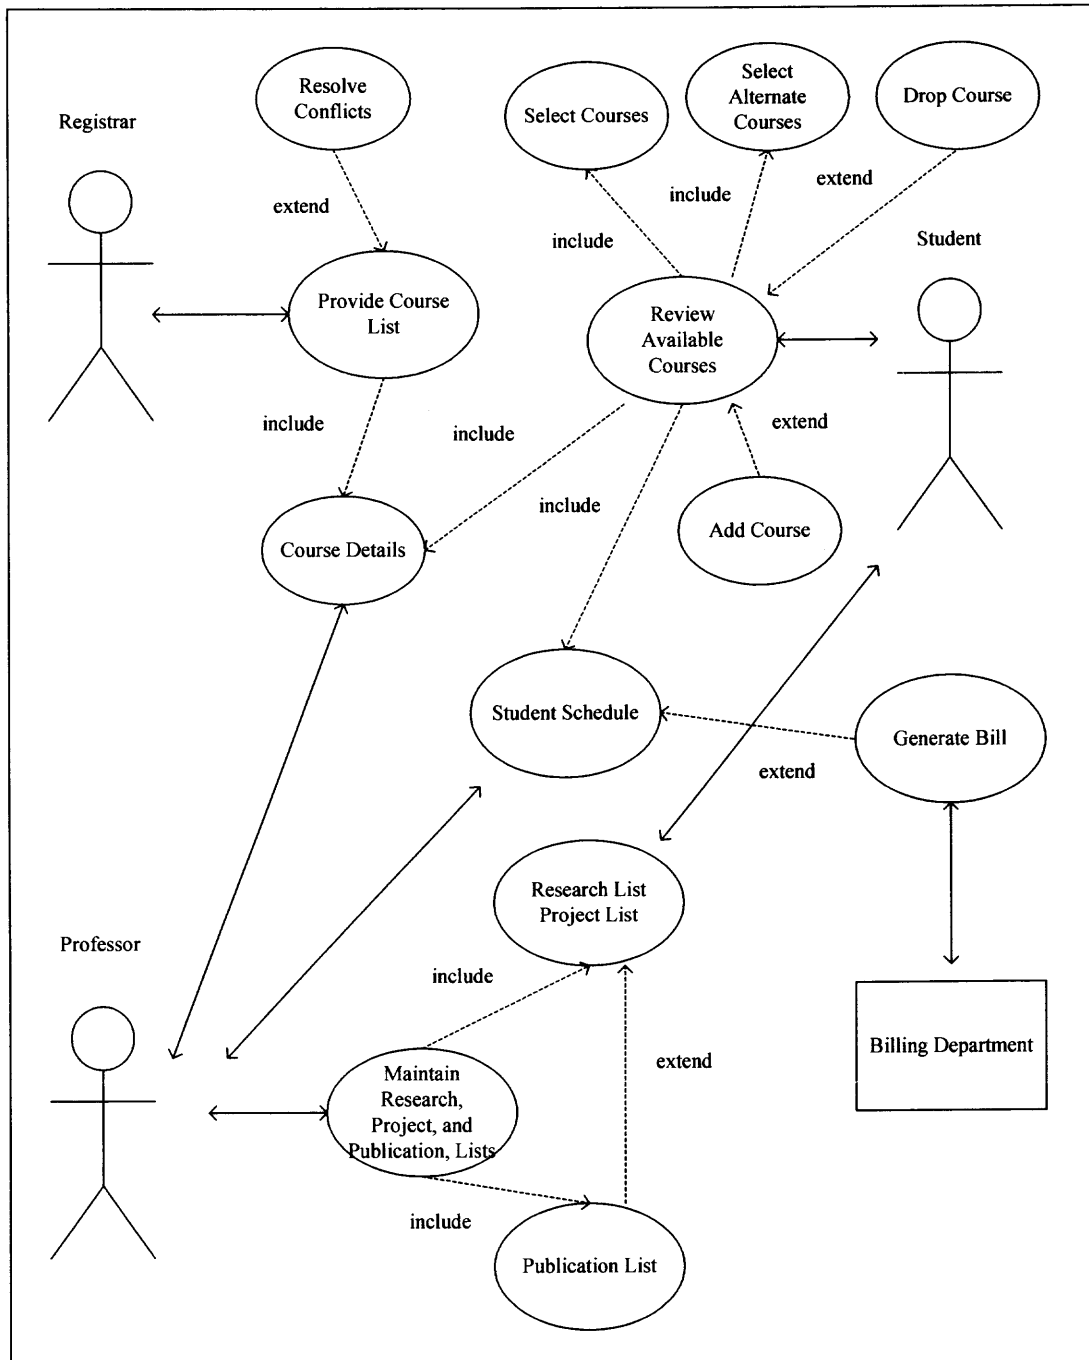 Resolve
Conflicts
Select Courses
Select
Alternate
Courses
Drop Course
Registrar
extend
include
include
extend
Student
Provide Course
List
Review
Available
Courses
include
include
extend
include
Add Course
Course Details
Student Schedule
Generate Bill
extend
Research List
Project List
Professor
include
Billing Department
extend
Maintain
Research,
Project, and
Publication, Lists
include
Publication List